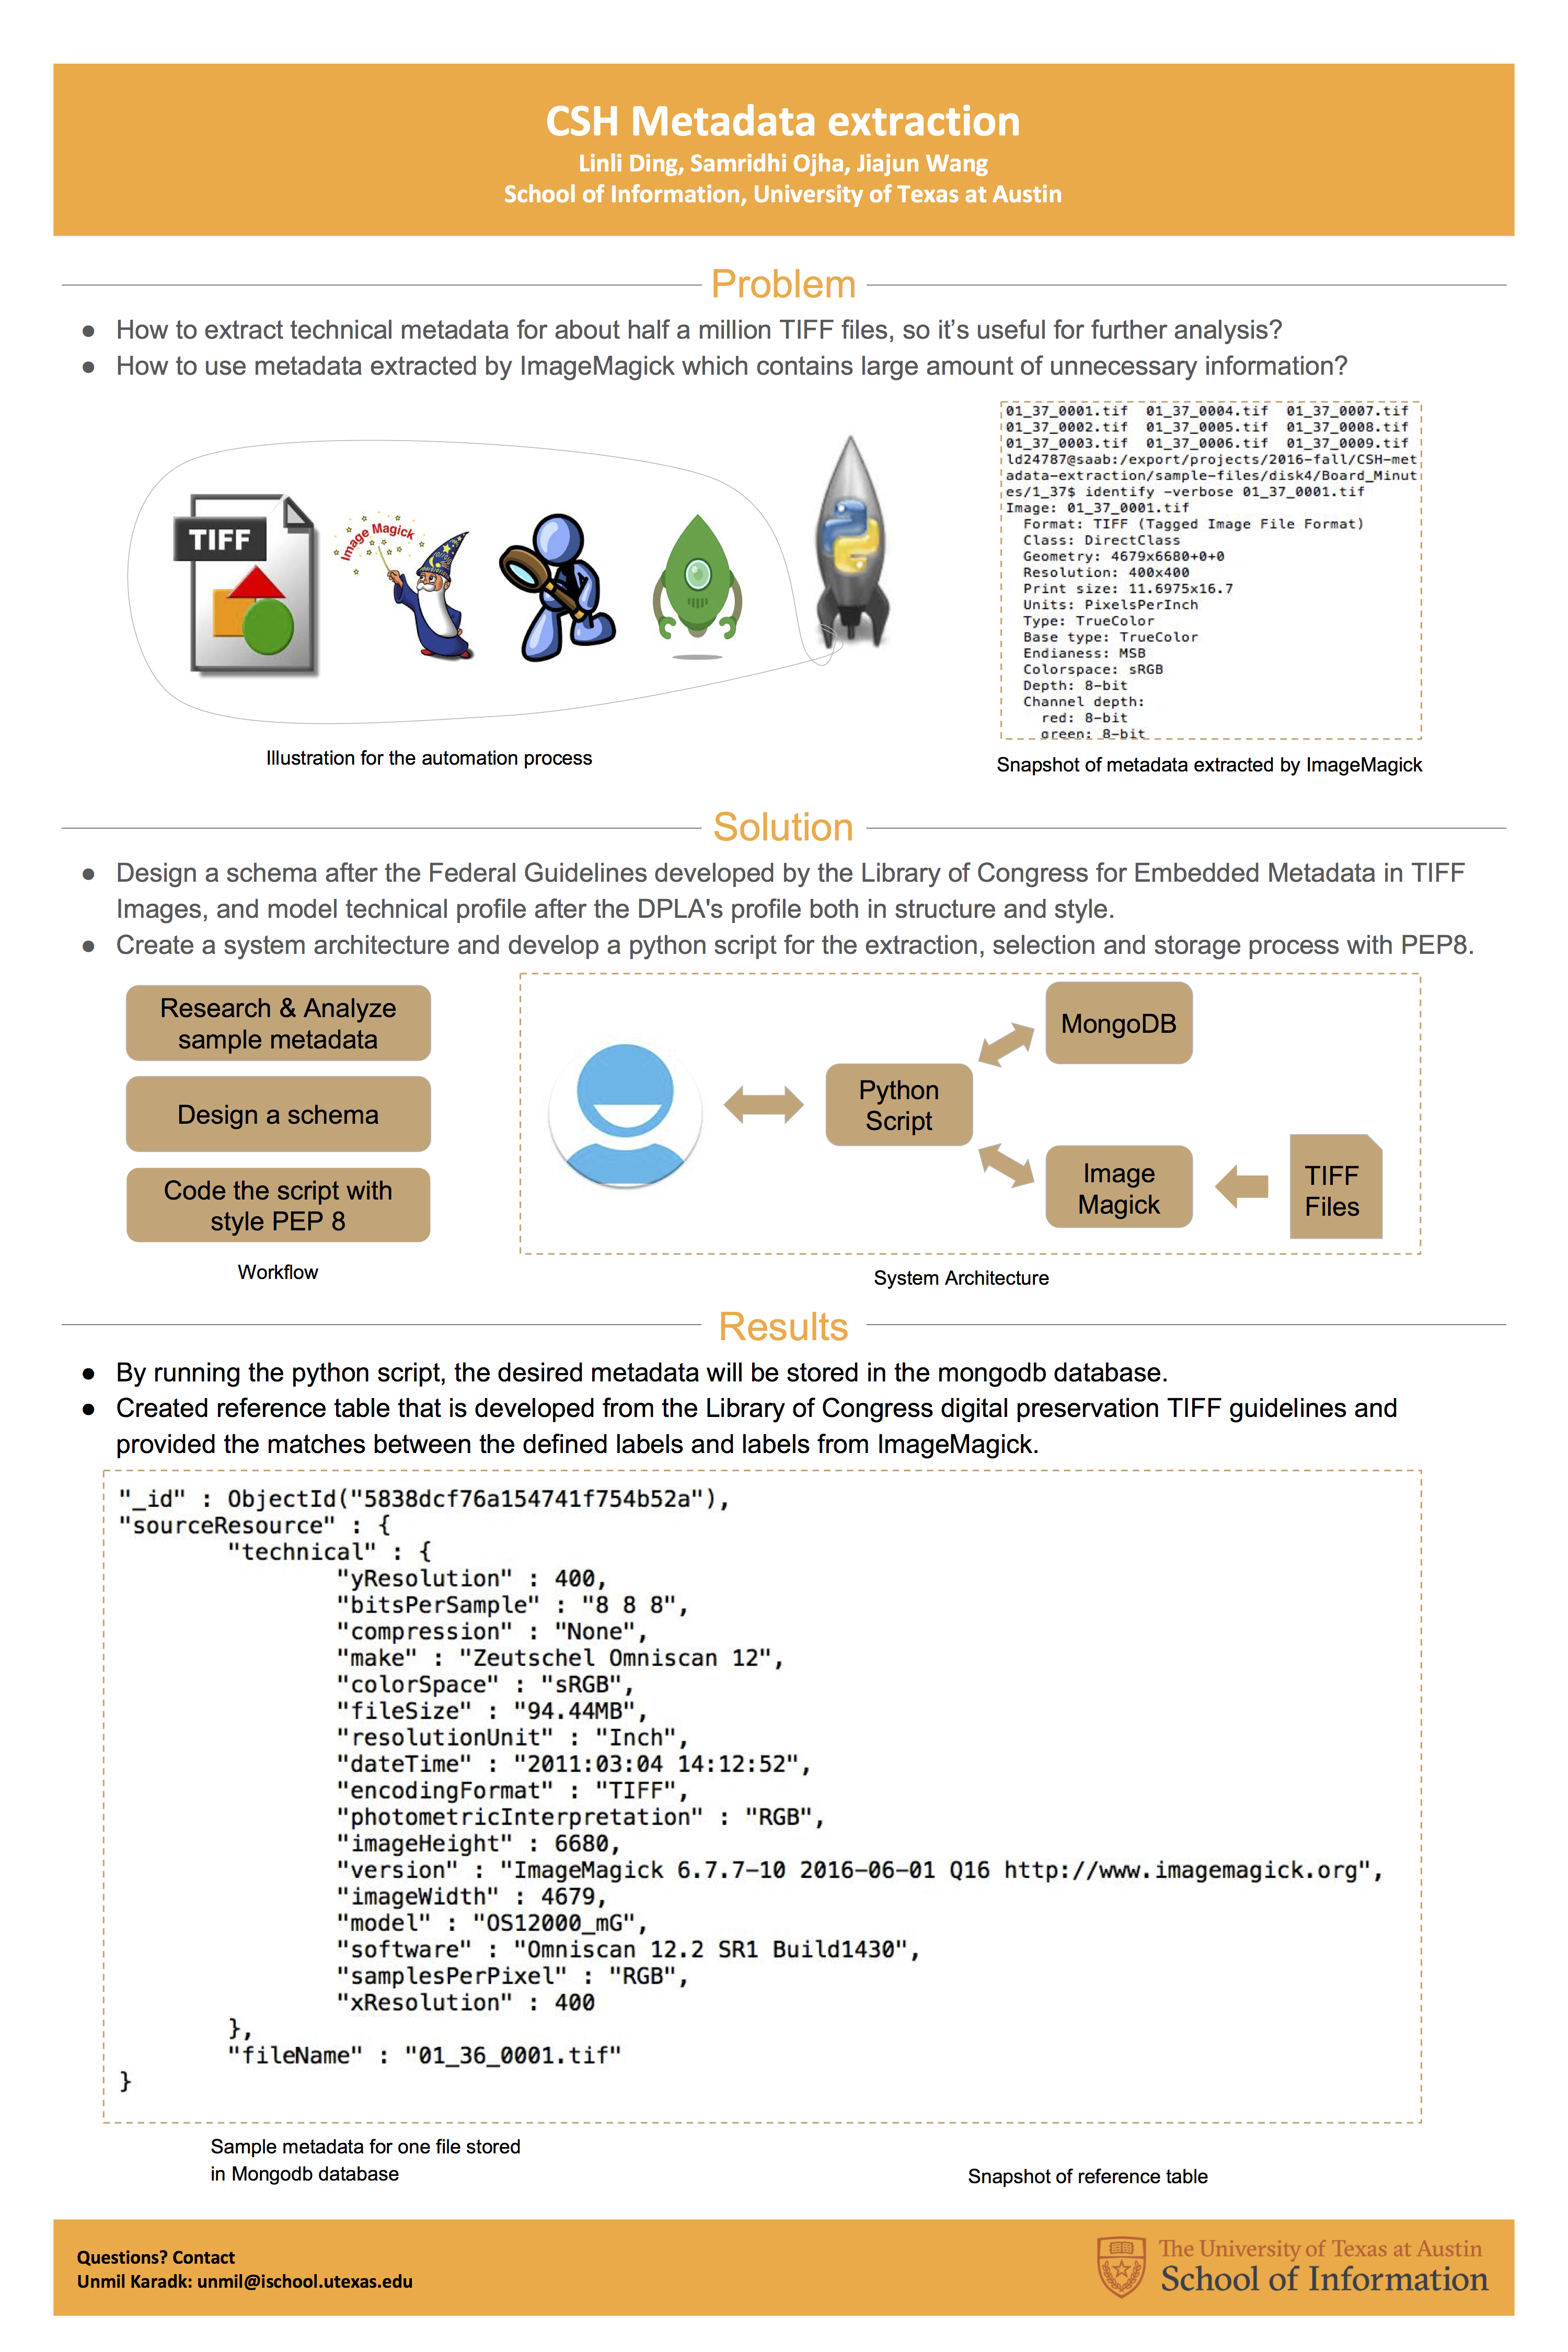 CSH Metadata extraction
Linli Ding, Samridhi Ojha, Jiajun Wang
School of Information, University of Texas at Austin
Problem
● How to extract technical metadata for about half a million TIFF files, so it's useful for further analysis?
● How to use metadata extracted by ImageMagick which contains large amount of unnecessary information?
TIFF
Image Magick
Illustration for the automation process
01_37_0001.tif 01_37_0004.tif 01_37_0007.tif
01_37_0002.tif 01_37_0005.tif 01_37_0008.tif
01_37_0003.tif 01_37_0006.tif 01_37_0009.tif
ld24787@saab:/export/projects/2016-fall/CSH-met
adata-extraction/sample-files/disk4/Board_Minut
es/1_37$ identify -verbose 01_37_0001.tif
Image: 01_37_0001.tif
Format: TIFF (Tagged Image File Format)
Class: DirectClass
Geometry: 4679x6680+0+0
Resolution: 400x400
Print size: 11.6975x16.7
Units: PixelsPerInch
Type: TrueColor
Base type: TrueColor
Endianess: MSB
Colorspace: sRGB
Depth: 8-bit
Channel depth:
red: 8-bit
green: 8-bit
Snapshot of metadata extracted by ImageMagick
Solution
● Design a schema after the Federal Guidelines developed by the Library of Congress for Embedded Metadata in TIFF
Images, and model technical profile after the DPLA's profile both in structure and style.
● Create a system architecture and develop a python script for the extraction, selection and storage process with PEP8.
Research & Analyze
sample metadata
Design a schema
Code the script with
style PEP 8
Workflow
Python
Script
MongoDB
Image
Magick
TIFF
Files
System Architecture
Results
● By running the python script, the desired metadata will be stored in the mongodb database.
● Created reference table that is developed from the Library of Congress digital preservation TIFF guidelines and
provided the matches between the defined labels and labels from ImageMagick.
"_id" : ObjectId("5838dcf76a154741f754b52a"),
"sourceResource" : {
"technical" : {
"yResolution" : 400,
"bitsPerSample" : "8 8 8",
"compression" : "None",
"make" : "Zeutschel Omniscan 12",
"colorSpace" : "sRGB",
"fileSize" : "94.44MB",
"resolutionUnit" : "Inch",
"dateTime" : "2011:03:04 14:12:52",
"encodingFormat" : "TIFF",
"photometricInterpretation" : "RGB",
"imageHeight" : 6680,
"version" : "ImageMagick 6.7.7-10 2016-06-01 Q16 http://www.imagemagick.org",
"imageWidth" : 4679,
"model" : "OS12000_mG",
"software" : "Omniscan 12.2 SR1 Build1430",
"samplesPerPixel" : "RGB",
"xResolution" : 400
},
"fileName" : "01_36_0001.tif"
}
Sample metadata for one file stored
in Mongodb database
Snapshot of reference table
Questions? Contact
Unmil Karadk: unmil@ischool.utexas.edu
The University of Texas at Austin
School of Information